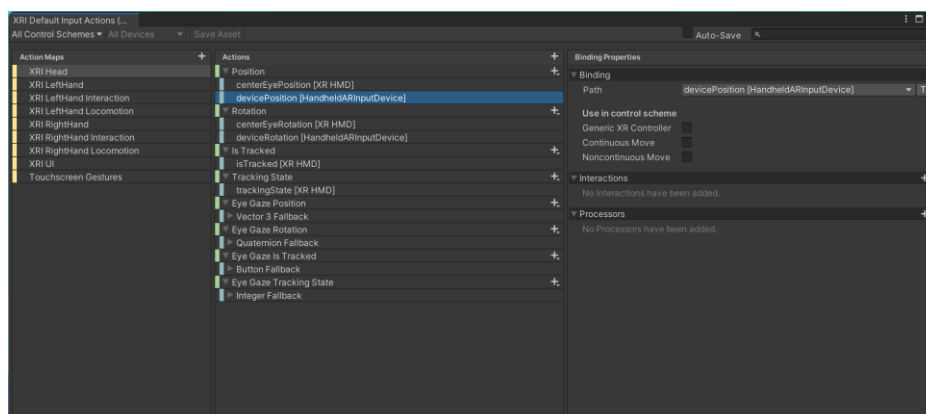 XRI Default Input Actions (...
All Control Schemes All Devices Save Asset Auto-Save
Action Maps
XRI Head
XRI LeftHand
XRI LeftHand Interaction
XRI LeftHand Locomotion
XRI RightHand
XRI RightHand Interaction
XRI RightHand Locomotion
XRI UI
Touchscreen Gestures
Actions
Position
centerEyePosition [XR HMD]
devicePosition [HandheldARInputDevice]
Rotation
centerEyeRotation [XR HMD]
deviceRotation [HandheldARInputDevice]
Is Tracked
isTracked [XR HMD]
Tracking State
trackingState [XR HMD]
Eye Gaze Position
Vector 3 Fallback
Eye Gaze Rotation
Quaternion Fallback
Eye Gaze Is Tracked
Button Fallback
Eye Gaze Tracking State
Integer Fallback
Binding Properties
Binding
Path devicePosition [HandheldARInputDevice] T
Use in control scheme
Generic XR Controller
Continuous Move
Noncontinuous Move
Interactions
No Interactions have been added.
Processors
No Processors have been added.